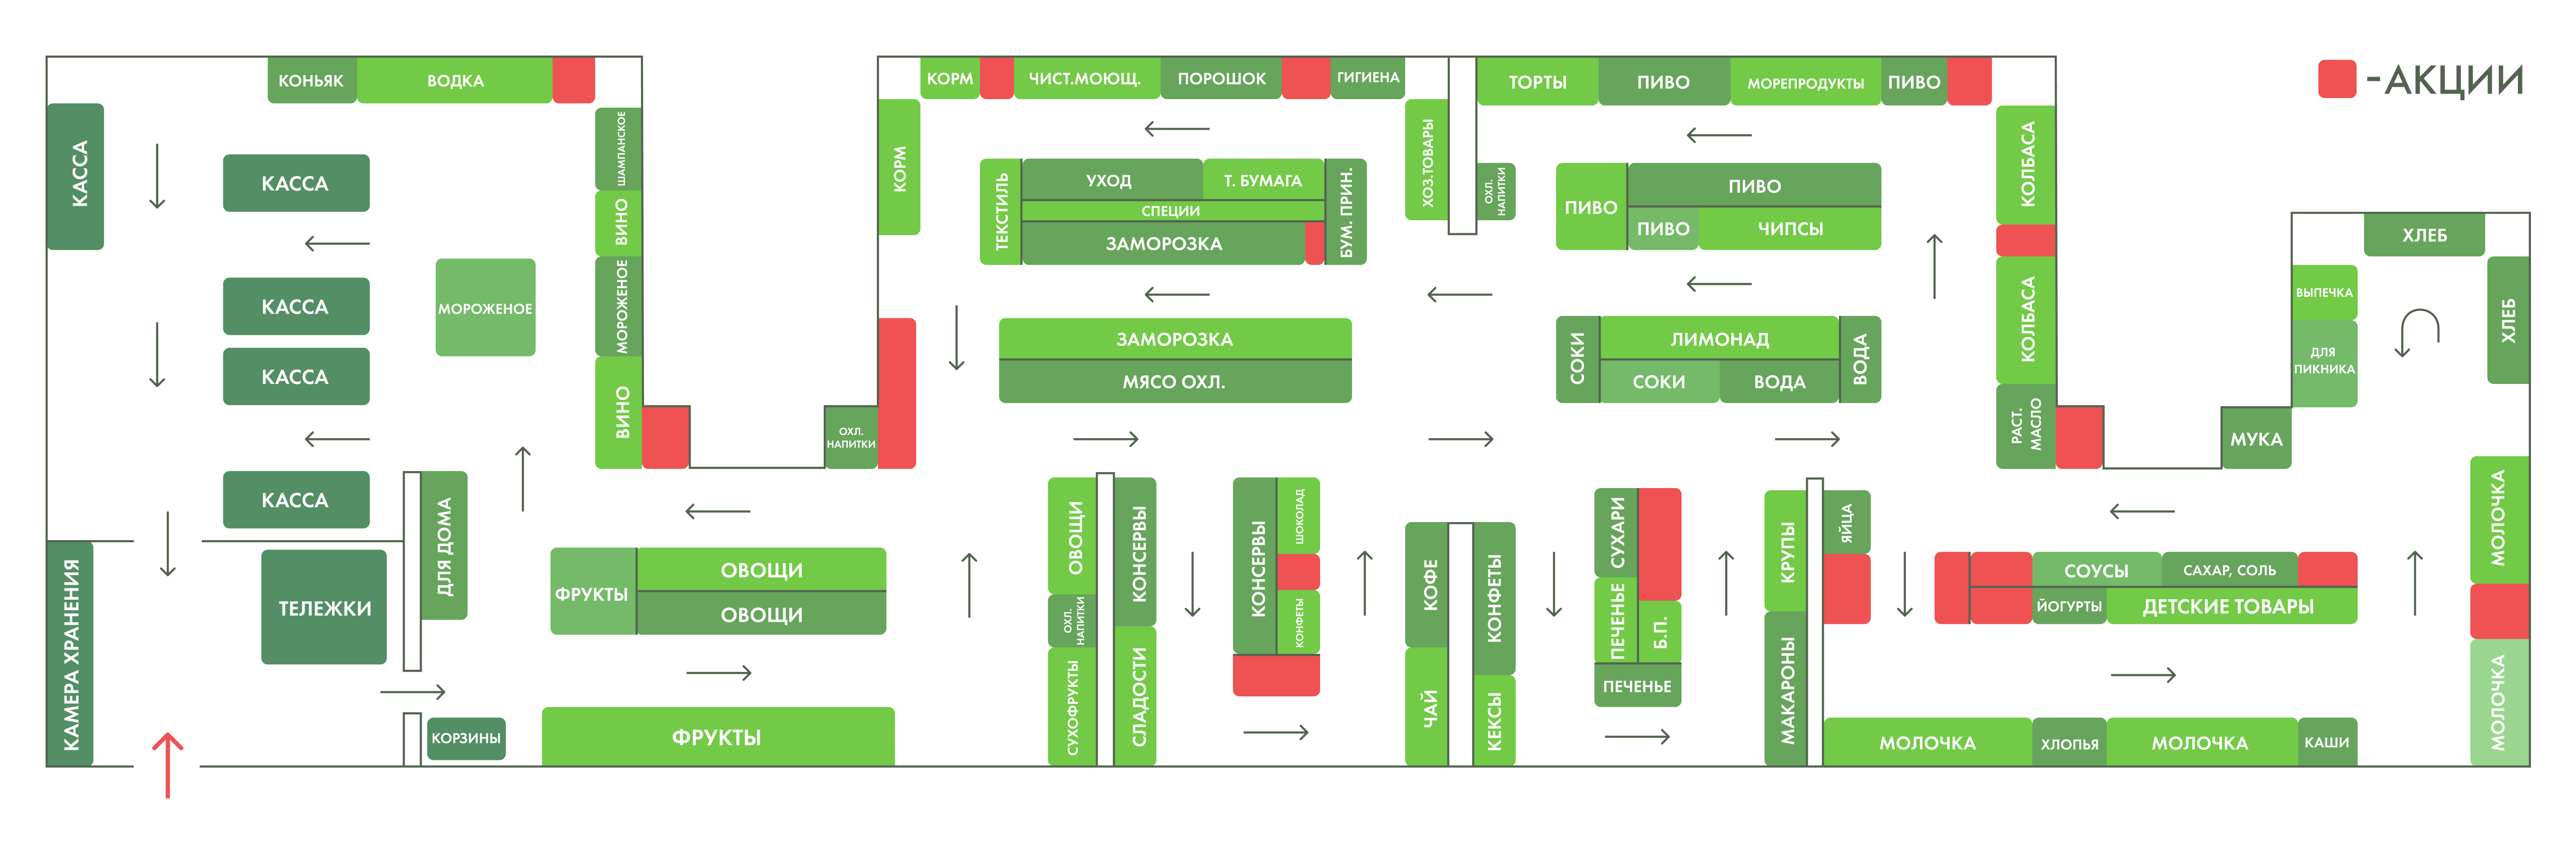 КОНЬЯК
ВОДКА
КАССА
КАССА
КАССА
КАССА
КАССА
МОРОЖЕНОЕ
ШАМПАНСКОЕ
ВИНО
МОРОЖЕНОЕ
ВИНО
КАМЕРА ХРАНЕНИЯ
ТЕЛЕЖКИ
ДЛЯ ДОМА
КОРЗИНЫ
ФРУКТЫ
ОВОЩИ
ОВОЩИ
ФРУКТЫ
ОХЛ.
НАПИТКИ
КОРМ
КОРМ
ЧИСТ.МОЮЩ.
ПОРОШОК
ГИГИЕНА
ХОЗ.ТОВАРЫ
ТЕКСТИЛЬ
УХОД
Т. БУМАГА
СПЕЦИИ
ЗАМОРОЗКА
БУМ. ПРИН.
ЗАМОРОЗКА
МЯСО ОХЛ.
ОВОЩИ
ОХЛ.
НАПИТКИ
СУХОФРУКТЫ
КОНСЕРВЫ
СЛАДОСТИ
КОНСЕРВЫ
ШОКОЛАД
КОНФЕТЫ
КОФЕ
ЧАЙ
КОНФЕТЫ
КЕКСЫ
ТОРТЫ
ПИВО
МОРЕПРОДУКТЫ
ПИВО
ОХЛ.
НАПИТКИ
ПИВО
ПИВО
ПИВО
ЧИПСЫ
СОКИ
ЛИМОНАД
СОКИ
ВОДА
ВОДА
КОЛБАСА
КОЛБАСА
РАСТ.
МАСЛО
СУХАРИ
ПЕЧЕНЬЕ
Б.П.
ПЕЧЕНЬЕ
КРУПЫ
МАКАРОНЫ
ЯЙЦА
СОУСЫ
САХАР, СОЛЬ
ЙОГУРТЫ
ДЕТСКИЕ ТОВАРЫ
МОЛОЧКА
ХЛОПЬЯ
МОЛОЧКА
КАШИ
МУКА
ВЫПЕЧКА
ДЛЯ
ПИКНИКА
ХЛЕБ
ХЛЕБ
МОЛОЧКА
МОЛОЧКА
-АКЦИИ